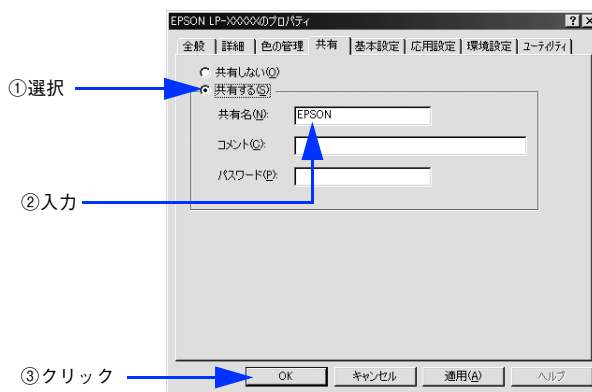 EPSON LP-XXXXXのプロパティ
全般 詳細 色の管理 共有 基本設定 応用設定 環境設定 ユーティリティ
共有しない(O)
①選択
共有する(S)
共有名(N): EPSON
コメント(C):
パスワード(P):
②入力
③クリック
OK キャンセル 適用(A) ヘルプ